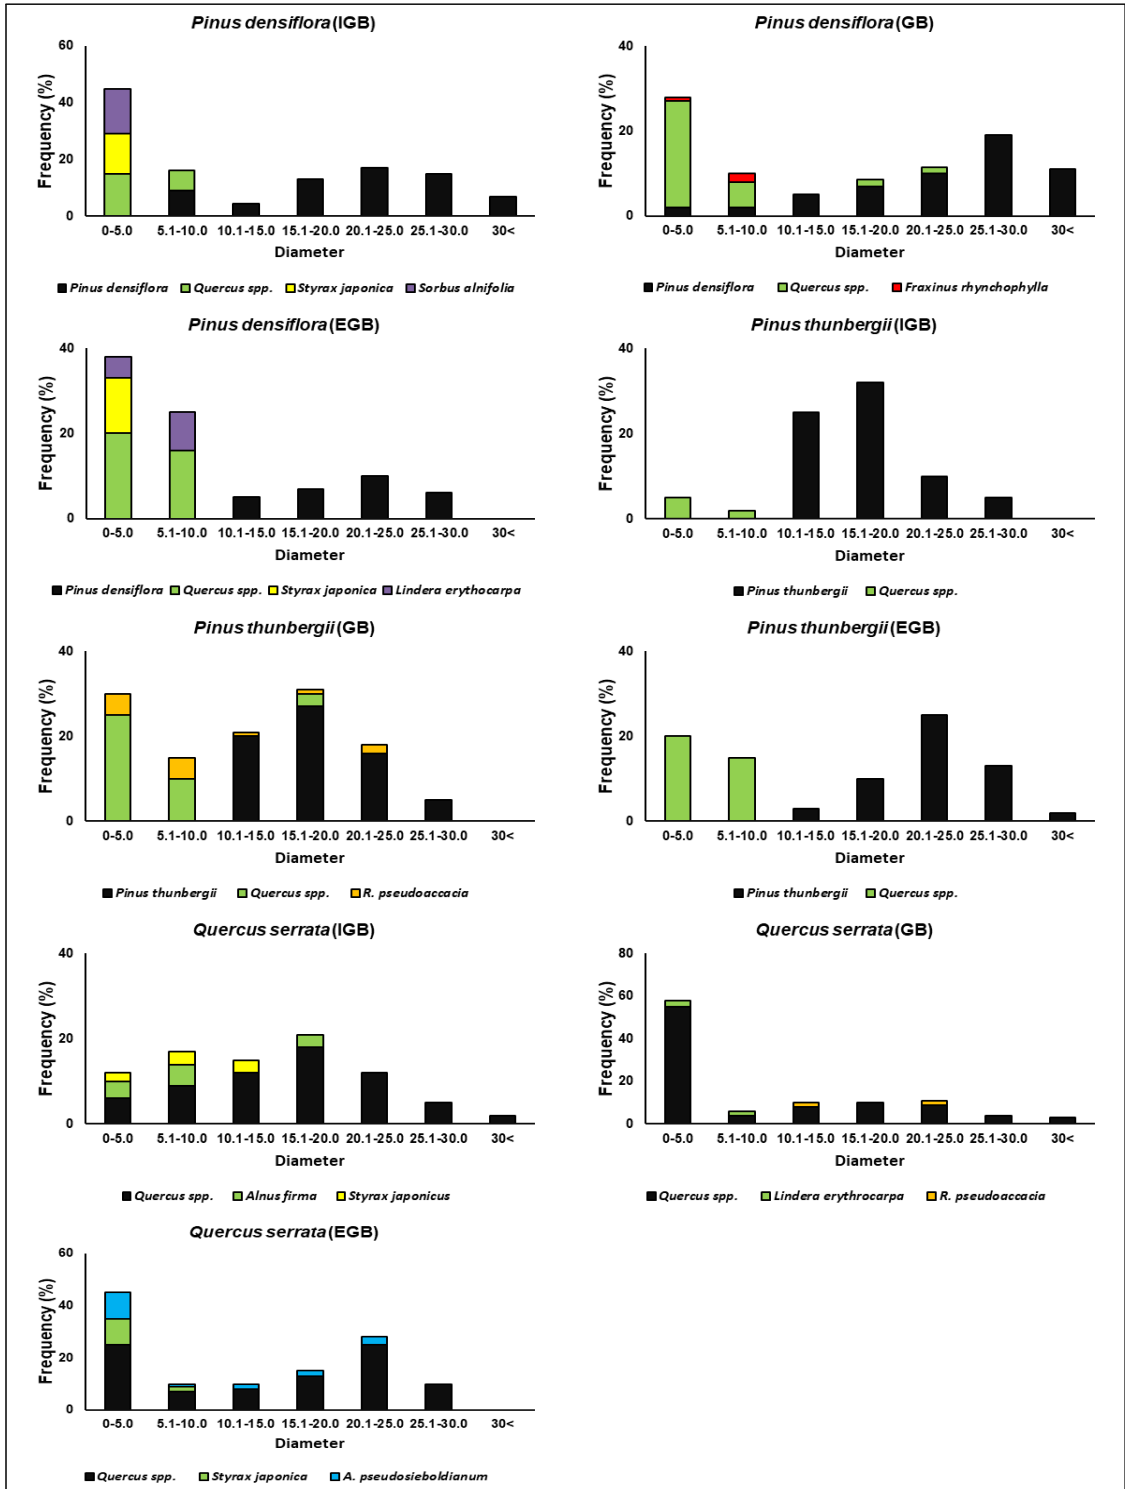 Pinus densiflora (IGB)
Frequency (%)
60
40
20
0
0-5.0 5.1-10.0 10.1-15.0 15.1-20.0 20.1-25.0 25.1-30.0 30<
Diameter
Pinus densiflora Quercus spp. Styrax japonica Sorbus alnifolia
Pinus densiflora (GB)
Frequency (%)
40
20
0
0-5.0 5.1-10.0 10.1-15.0 15.1-20.0 20.1-25.0 25.1-30.0 30<
Diameter
Pinus densiflora Quercus spp. Fraxinus rhynchophylla
Pinus densiflora (EGB)
Frequency (%)
40
20
0
0-5.0 5.1-10.0 10.1-15.0 15.1-20.0 20.1-25.0 25.1-30.0 30<
Diameter
Pinus densiflora Quercus spp. Styrax japonica Lindera erythocarpa
Pinus thunbergii (IGB)
Frequency (%)
40
20
0
0-5.0 5.1-10.0 10.1-15.0 15.1-20.0 20.1-25.0 25.1-30.0 30<
Diameter
Pinus thunbergii Quercus spp.
Pinus thunbergii (GB)
Frequency (%)
40
20
0
0-5.0 5.1-10.0 10.1-15.0 15.1-20.0 20.1-25.0 25.1-30.0 30<
Diameter
Pinus thunbergii Quercus spp. R. pseudoaccacia
Pinus thunbergii (EGB)
Frequency (%)
40
20
0
0-5.0 5.1-10.0 10.1-15.0 15.1-20.0 20.1-25.0 25.1-30.0 30<
Diameter
Pinus thunbergii Quercus spp.
Quercus serrata (IGB)
Frequency (%)
40
20
0
0-5.0 5.1-10.0 10.1-15.0 15.1-20.0 20.1-25.0 25.1-30.0 30<
Diameter
Quercus spp. Alnus firma Styrax japonicus
Quercus serrata (GB)
Frequency (%)
80
60
40
20
0
0-5.0 5.1-10.0 10.1-15.0 15.1-20.0 20.1-25.0 25.1-30.0 30<
Diameter
Quercus spp. Lindera erythrocarpa R. pseudoaccacia
Quercus serrata (EGB)
Frequency (%)
60
40
20
0
0-5.0 5.1-10.0 10.1-15.0 15.1-20.0 20.1-25.0 25.1-30.0 30<
Diameter
Quercus spp. Styrax japonica A. pseudosieboldianum